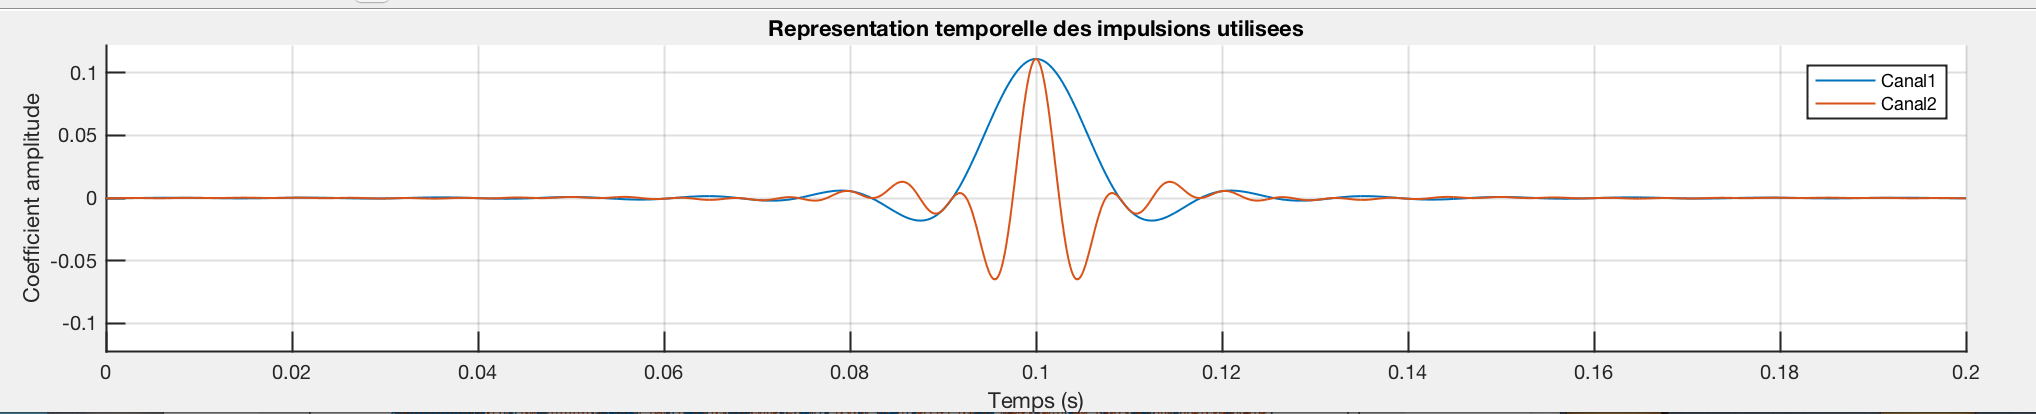 Representation temporelle des impulsions utilisees
Coefficient amplitude
0.1
0.05
0
-0.05
-0.1
Canal1
Canal2
0 0.02 0.04 0.06 0.08 0.1 0.12 0.14 0.16 0.18 0.2
Temps (s)